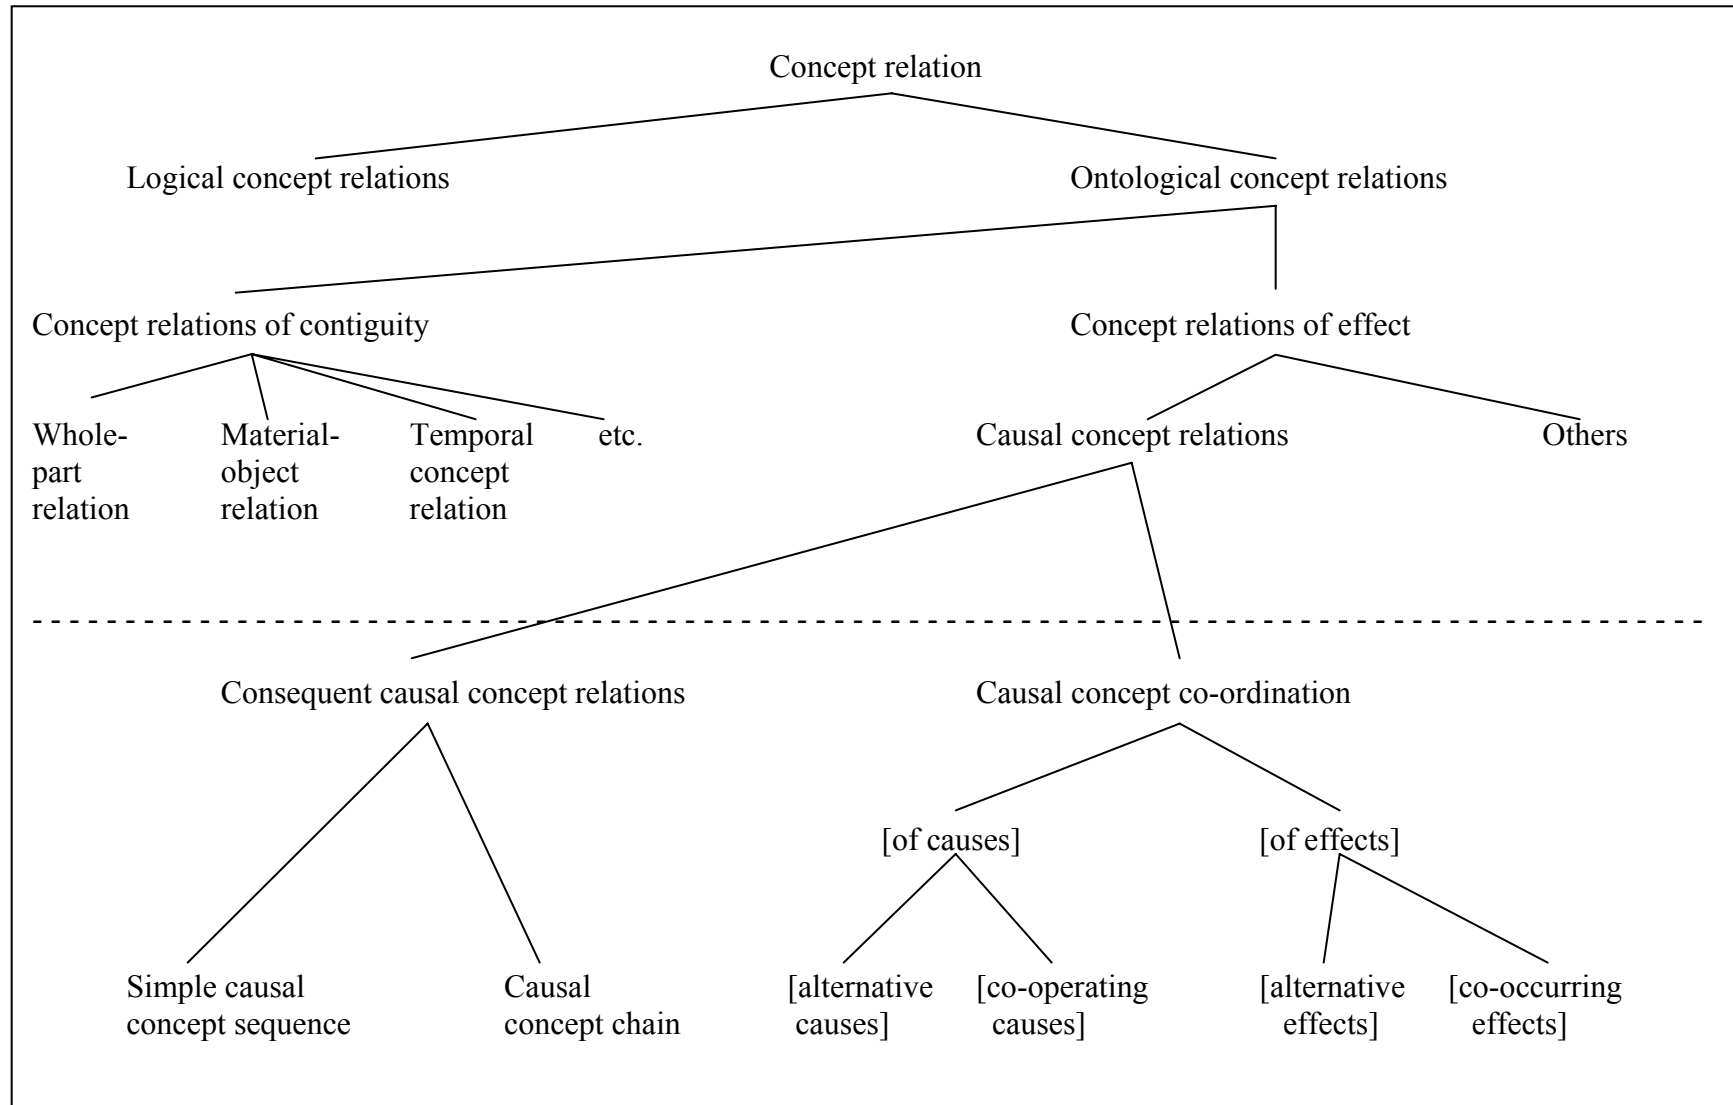 Concept relation
Logical concept relations
Ontological concept relations
Concept relations of contiguity
Concept relations of effect
Whole-
part
relation
Material-
object
relation
Temporal
concept
relation
etc.
Causal concept relations
Others
Consequent causal concept relations
Causal concept co-ordination
[of causes]
[of effects]
Simple causal
concept sequence
Causal
concept chain
[alternative
causes]
[co-operating
causes]
[alternative
effects]
[co-occurring
effects]